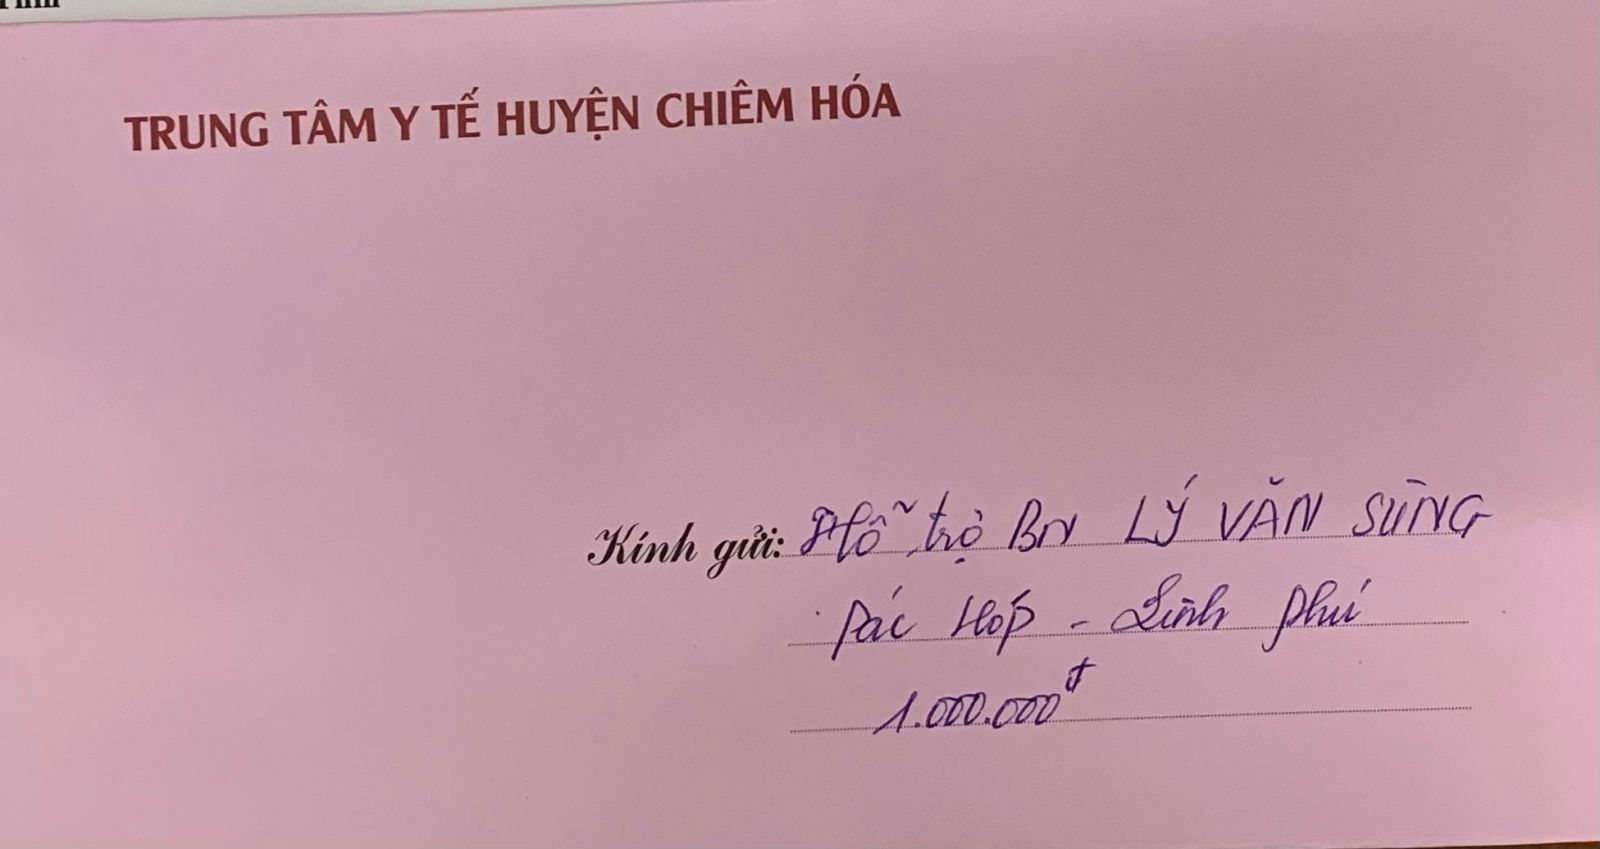 TRUNG TÂM Y TẾ HUYỆN CHIÊM HÓA
Kính gửi: Hỗ trợ BN LÝ VĂN SÙNG
Pác Hóp - Linh Phú
1.000.000đ